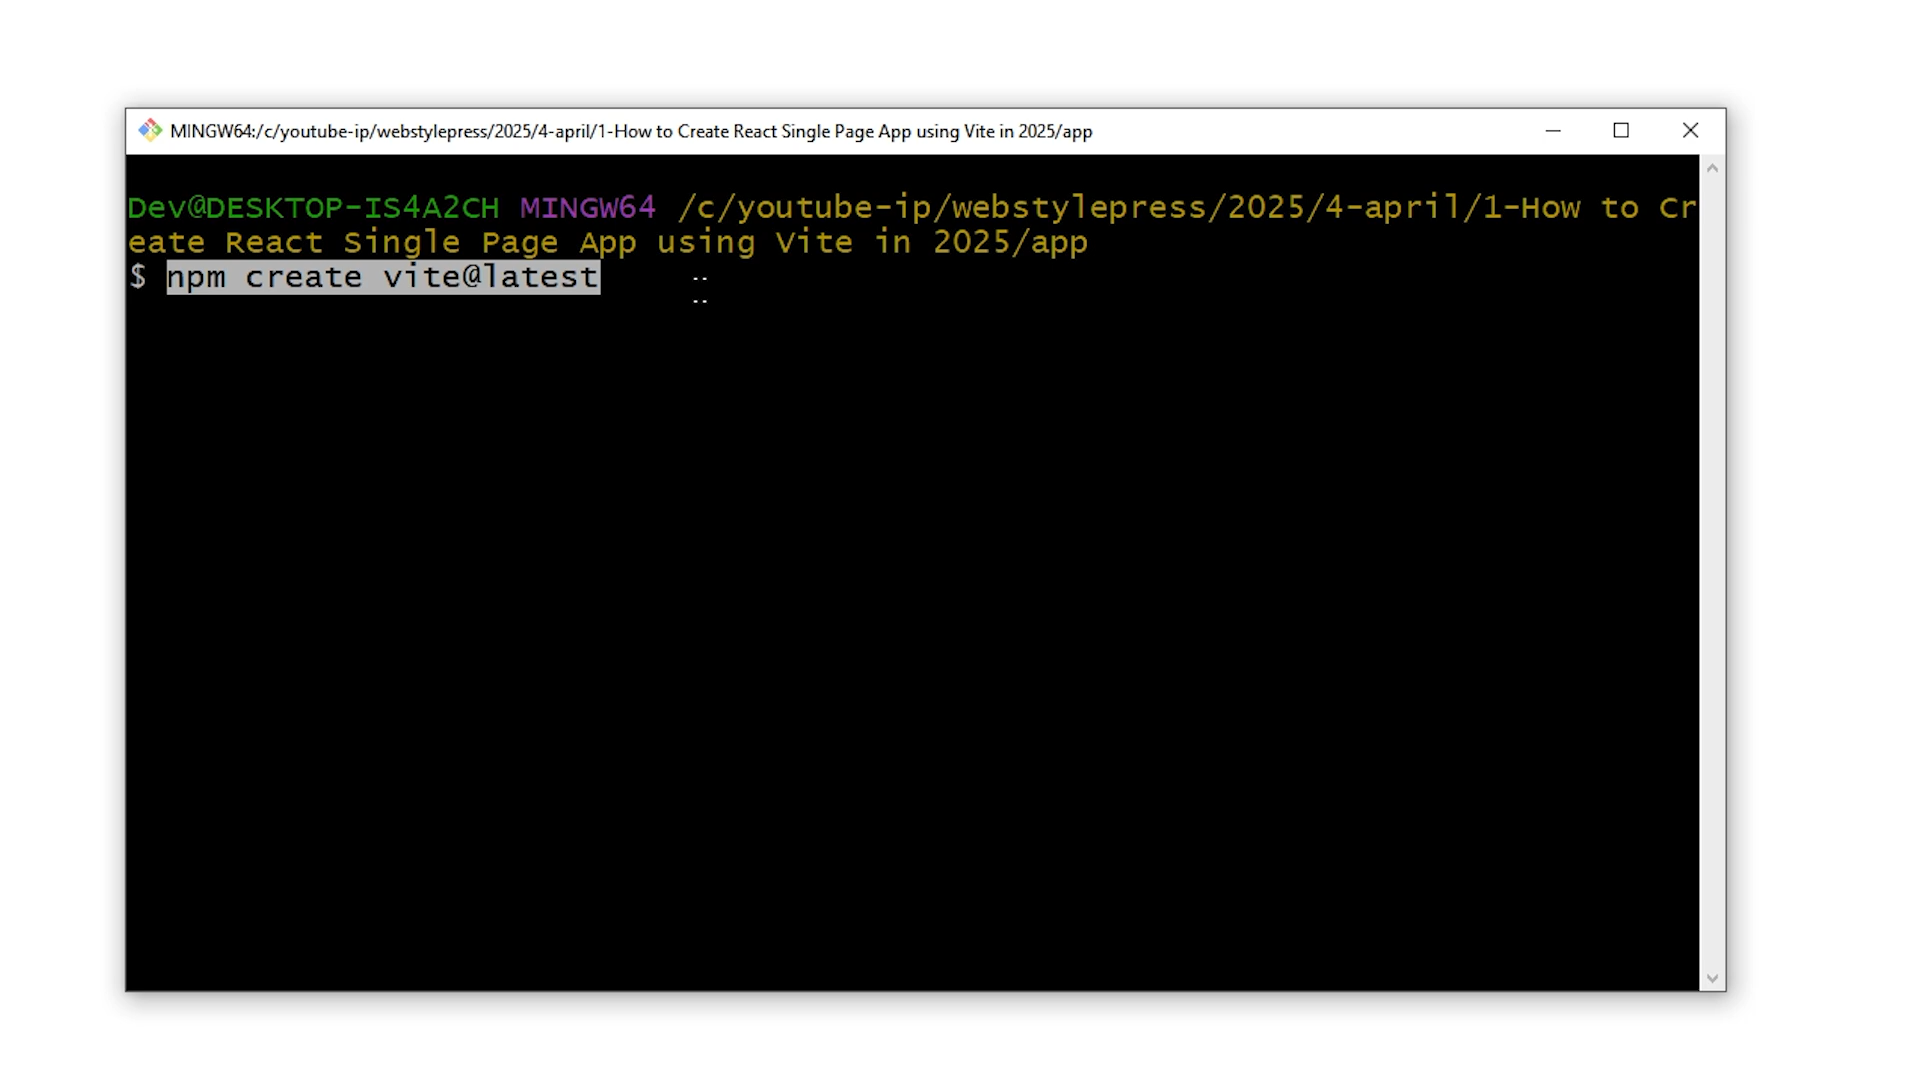 MINGW64:/c/youtube-ip/webstylepress/2025/4-april/1-How to Create React Single Page App using Vite in 2025/app
Dev@DESKTOP-IS4A2CH MINGW64 /c/youtube-ip/webstylepress/2025/4-april/1-How to Cr
eate React Single Page App using Vite in 2025/app
$ npm create vite@latest